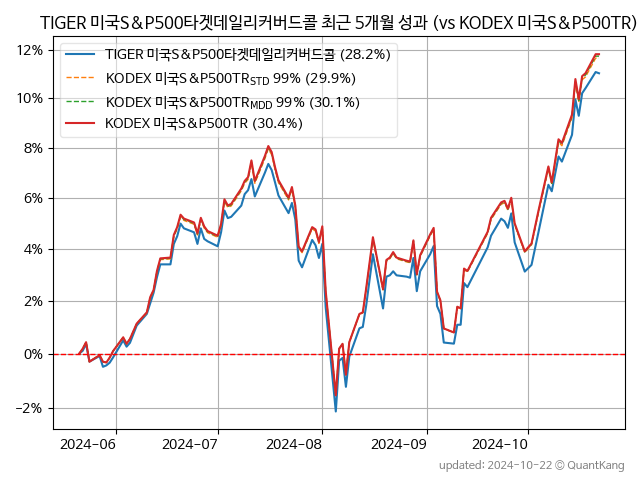 TIGER 미국S&P500타겟데일리커버드콜 최근 5개월 성과 (vs KODEX 미국S&P500TR)
TIGER 미국S&P500타겟데일리커버드콜 (28.2%)
KODEX 미국S&P500TR_STD 99% (29.9%)
KODEX 미국S&P500TR_MDD 99% (30.1%)
KODEX 미국S&P500TR (30.4%)
12%
10%
8%
6%
4%
2%
0%
−2%
2024-06
2024-07
2024-08
2024-09
2024-10
updated: 2024-10-22 © QuantKang